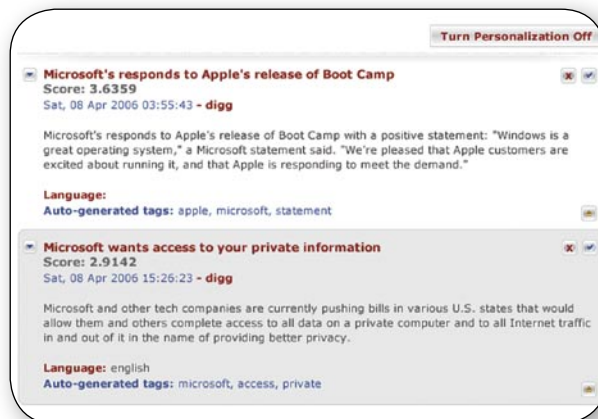 Turn Personalization Off
Microsoft's responds to Apple's release of Boot Camp
Score: 3.6359
Sat, 08 Apr 2006 03:55:43 - digg
Microsoft's responds to Apple's release of Boot Camp with a positive statement: "Windows is a
great operating system," a Microsoft statement said. "We're pleased that Apple customers are
excited about running it, and that Apple is responding to meet the demand."
Language:
Auto-generated tags: apple, microsoft, statement
Microsoft wants access to your private information
Score: 2.9142
Sat, 08 Apr 2006 15:26:23 - digg
Microsoft and other tech companies are currently pushing bills in various U.S. states that would
allow them and others complete access to all data on a private computer and to all Internet traffic
in and out of it in the name of providing better privacy.
Language: english
Auto-generated tags: microsoft, access, private